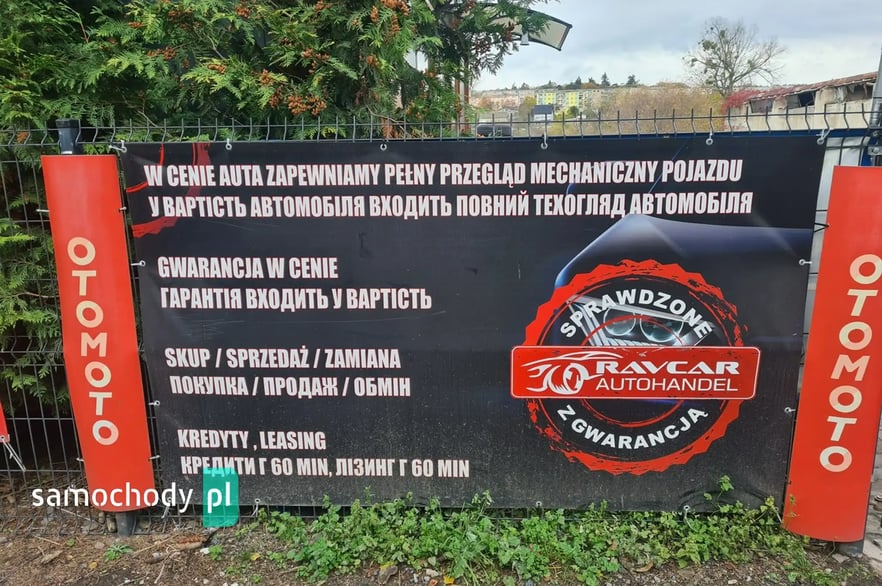 W CENIE AUTA ZAPEWNIAMY PEŁNY PRZEGLĄD MECHANICZNY POJAZDU
У ВАРТІСТЬ АВТОМОБІЛЯ ВХОДИТЬ ПОВНИЙ ТЕХОГЛЯД АВТОМОБІЛЯ
GWARANCJA W CENIE
ГАРАНТІЯ ВХОДИТЬ У ВАРТІСТЬ
SKUP / SPRZEDAŻ / ZAMIANA
ПОКУПКА / ПРОДАЖ / ОБМІН
KREDYTY , LEASING
КРЕДИТИ Г 60 MIN, ЛІЗИНГ Г 60 MIN
SPRAWDZONE
RAVCAR
AUTOHANDEL
Z GWARANCJĄ
OTOMOTO
OTOMOTO
samochody.pl